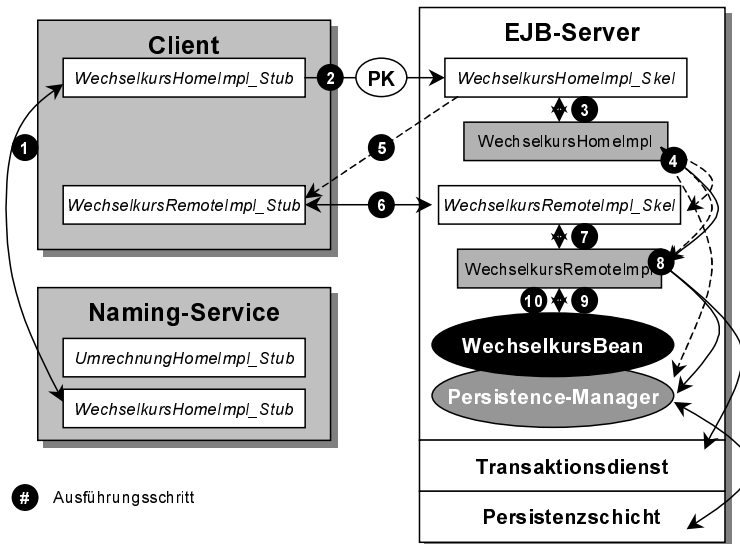 Client
WechselkursHomeImpl_Stub
2
PK
1
5
WechselkursRemoteImpl_Stub
6
EJB-Server
WechselkursHomeImpl_Skel
3
WechselkursHomeImpl
4
WechselkursRemoteImpl_Skel
7
WechselkursRemoteImpl
8
10
9
WechselkursBean
Persistence-Manager
Transaktionsdienst
Persistenzschicht
Naming-Service
UmrechnungHomeImpl_Stub
WechselkursHomeImpl_Stub
# Ausführungsschritt